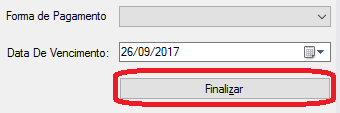 Forma de Pagamento
Data De Vencimento: 26/09/2017
Finalizar